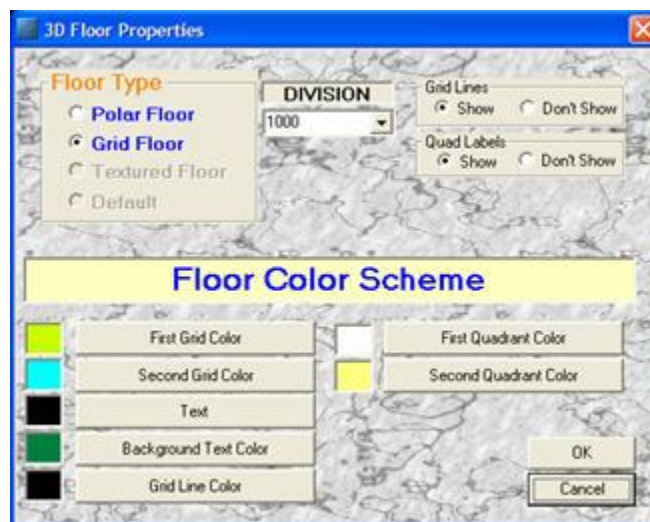 3D Floor Properties
Floor Type
Polar Floor
Grid Floor
Textured Floor
Default
DIVISION
1000
Grid Lines
Show Don't Show
Quad Labels
Show Don't Show
Floor Color Scheme
First Grid Color
Second Grid Color
Text
Background Text Color
Grid Line Color
First Quadrant Color
Second Quadrant Color
OK
Cancel